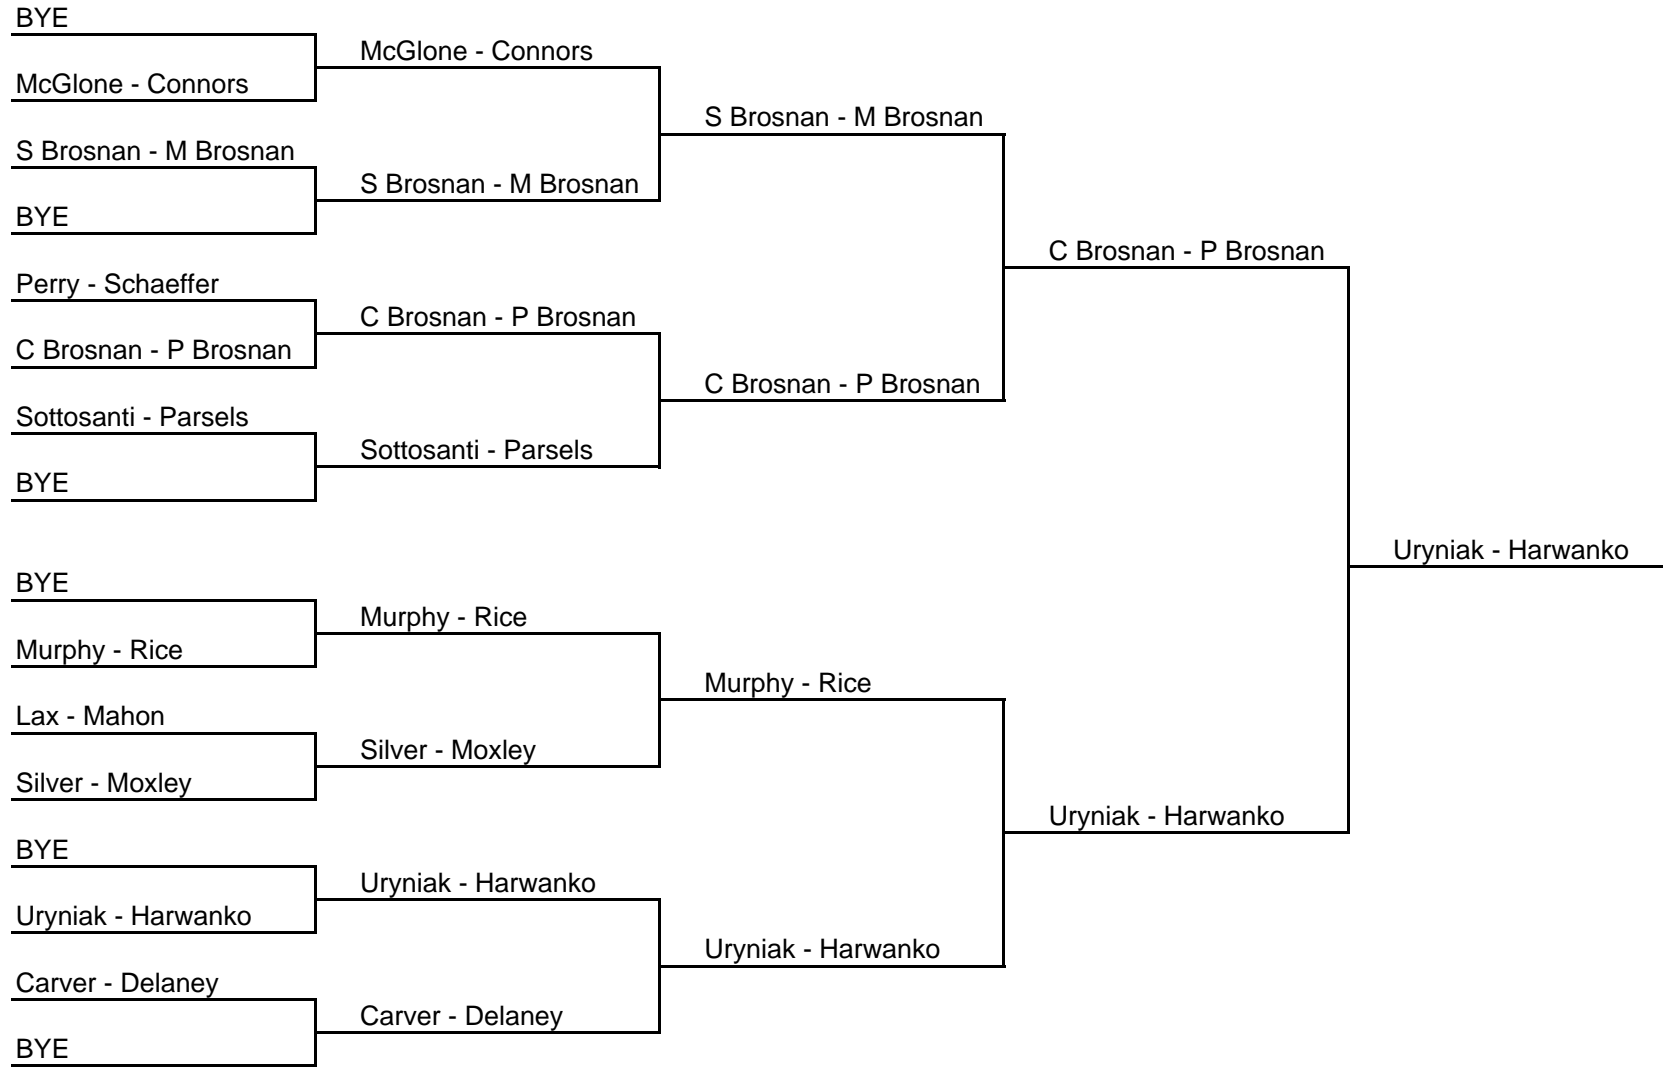 BYE
McGlone - Connors
S Brosnan - M Brosnan
BYE
Perry - Schaeffer
C Brosnan - P Brosnan
Sottosanti - Parsels
BYE
BYE
Murphy - Rice
Lax - Mahon
Silver - Moxley
BYE
Uryniak - Harwanko
Carver - Delaney
BYE
McGlone - Connors
S Brosnan - M Brosnan
C Brosnan - P Brosnan
Sottosanti - Parsels
Murphy - Rice
Silver - Moxley
Uryniak - Harwanko
Carver - Delaney
S Brosnan - M Brosnan
C Brosnan - P Brosnan
Murphy - Rice
Uryniak - Harwanko
C Brosnan - P Brosnan
Uryniak - Harwanko
Uryniak - Harwanko